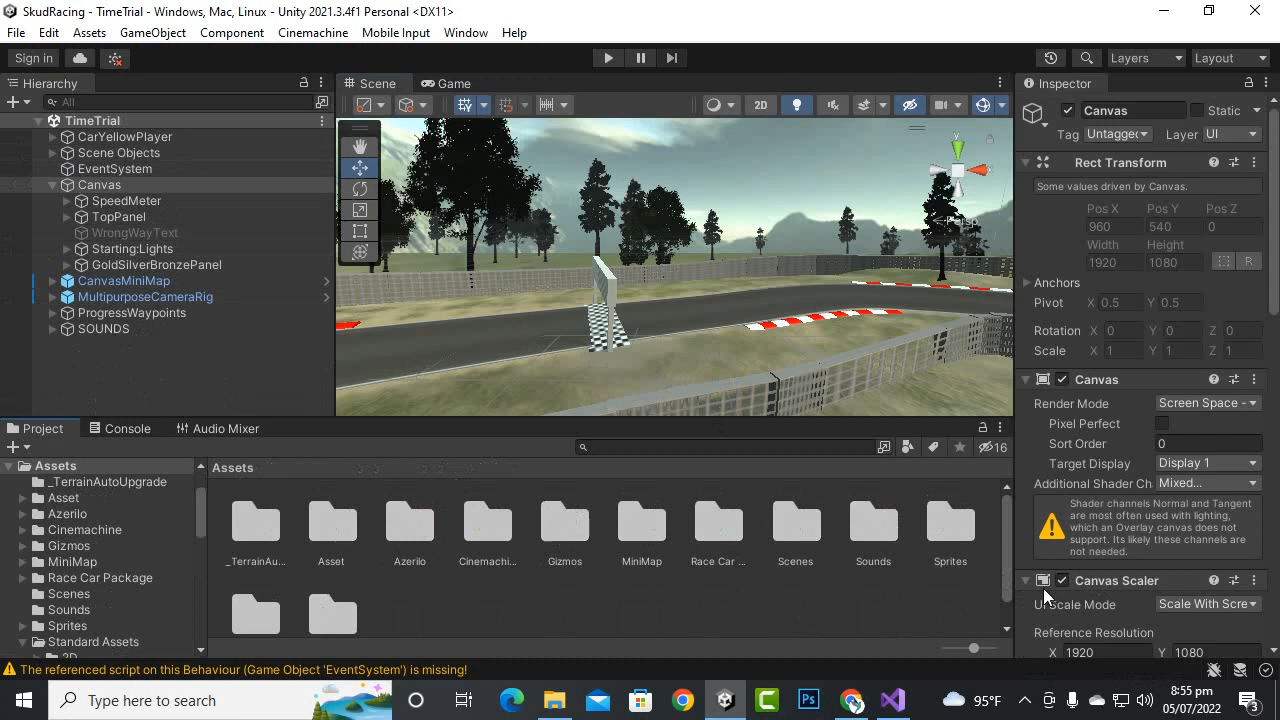 SkudRacing - TimeTrial - Windows, Mac, Linux - Unity 2021.3.4f1 Personal <DX11>
File Edit Assets GameObject Component Cinemachine Mobile Input Window Help
Sign in Layers Layout
Hierarchy
All
TimeTrial
CarYellowPlayer
Scene Objects
EventSystem
Canvas
SpeedMeter
TopPanel
WrongWayText
Starting:Lights
GoldSilverBronzePanel
CanvasMiniMap
MultipurposeCameraRig
ProgressWaypoints
SOUNDS
Scene Game
2D
y
Persp
Inspector
Canvas Static
Tag Untagged Layer UI
Rect Transform
Some values driven by Canvas.
Pos X Pos Y Pos Z
960 540 0
Width Height
1920 1080 R
Anchors
Pivot X 0.5 Y 0.5
Rotation X 0 Y 0 Z 0
Scale X 1 Y 1 Z 1
Canvas
Render Mode Screen Space -
Pixel Perfect
Sort Order 0
Target Display Display 1
Additional Shader Ch Mixed...
Shader channels Normal and Tangent
are most often used with lighting,
which an Overlay canvas does not
support. Its likely these channels are
not needed.
Canvas Scaler
UI Scale Mode Scale With Scre
Reference Resolution
X 1920 Y 1080
Project Console Audio Mixer
16
Assets
_TerrainAutoUpgrade
Asset
Azerilo
Cinemachine
Gizmos
MiniMap
Race Car Package
Scenes
Sounds
Sprites
Standard Assets
2D
Assets
_TerrainAu... Asset Azerilo Cinemachi... Gizmos MiniMap Race Car ... Scenes Sounds Sprites
The referenced script on this Behaviour (Game Object 'EventSystem') is missing!
Type here to search
Ps
95°F
8:55 pm
05/07/2022
3